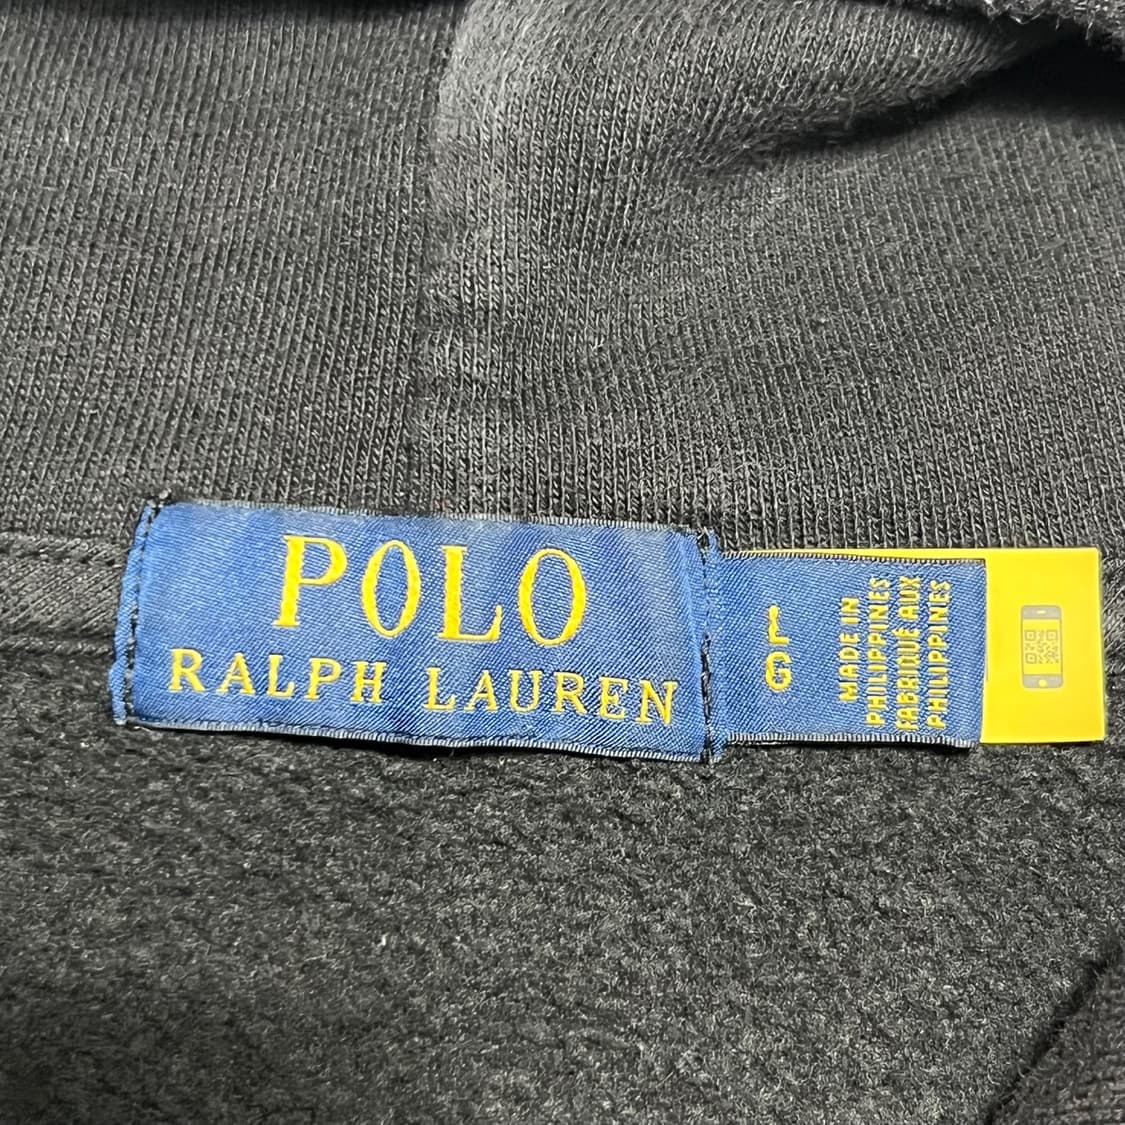 POLO
RALPH LAUREN
L
G
MADE IN
PHILIPPINES
FABRIQUÉ AUX
PHILIPPINES